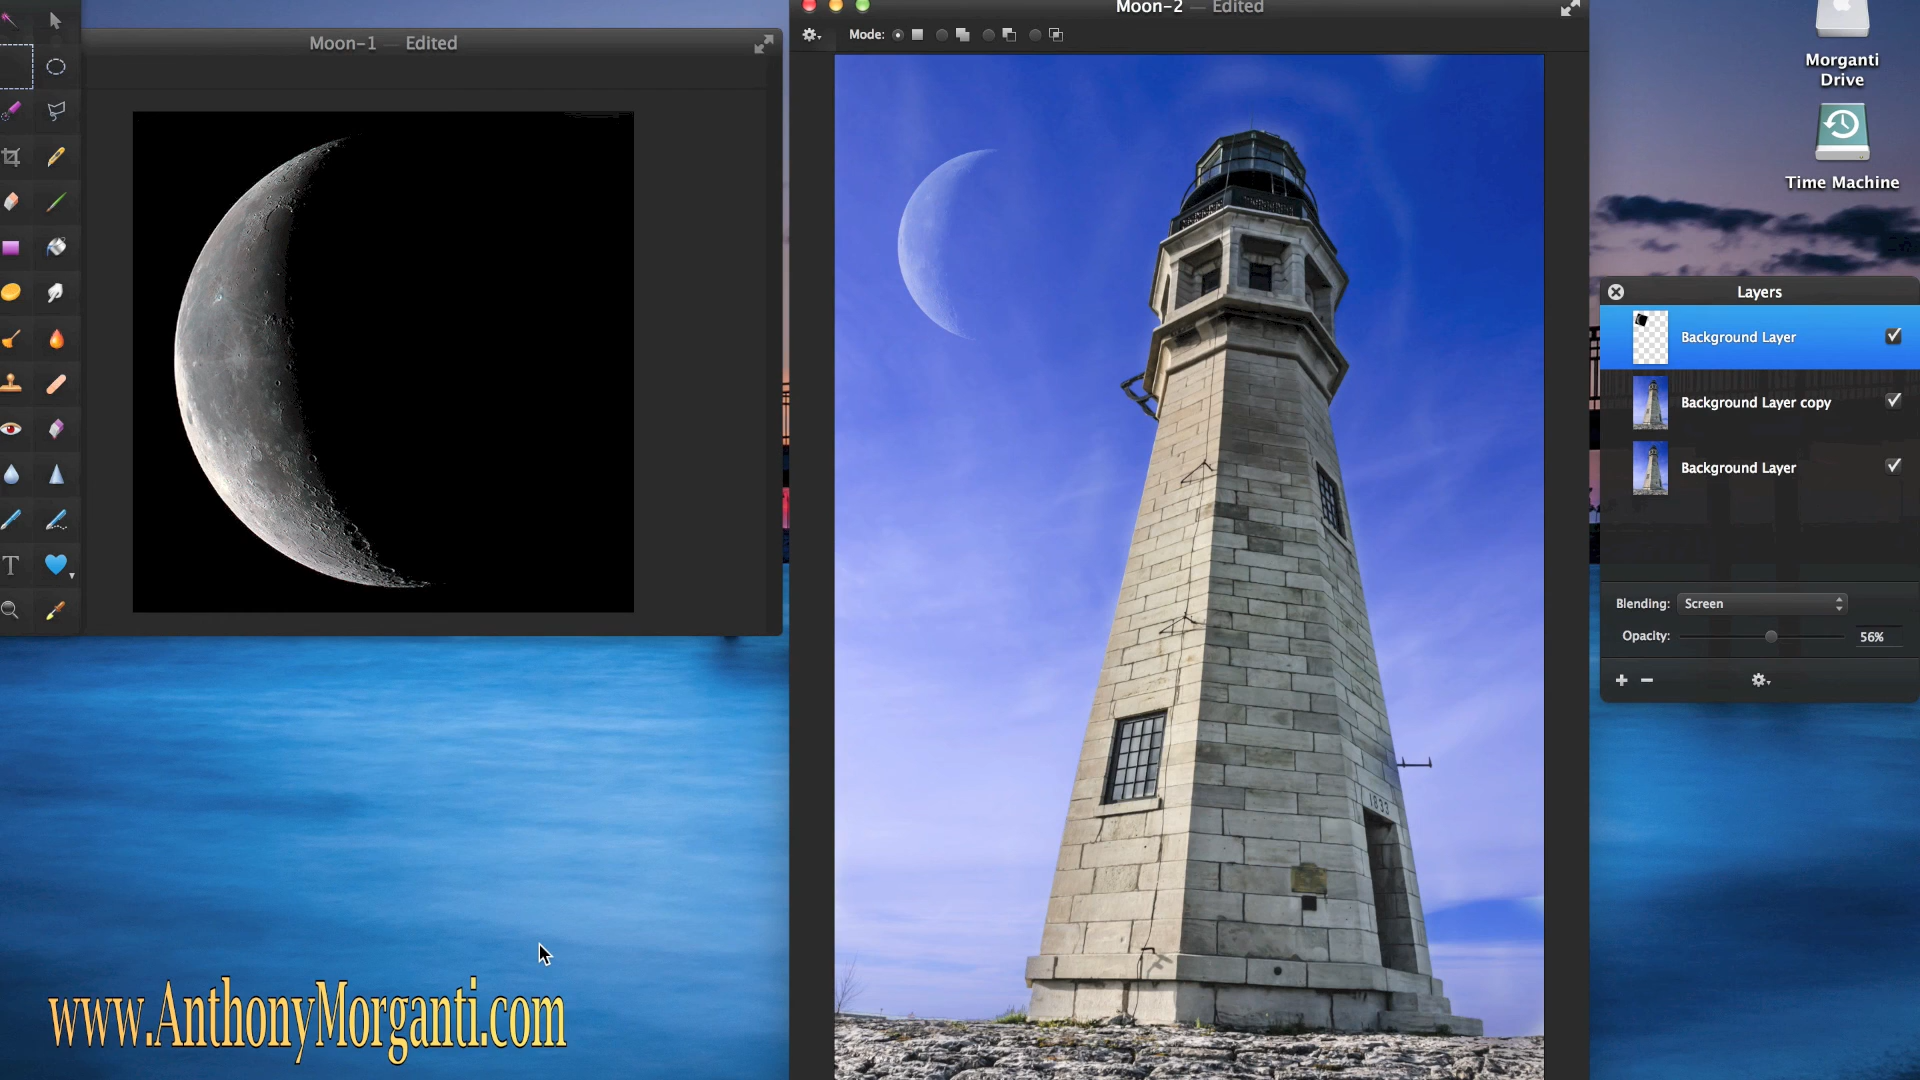 Moon-1 — Edited
Moon-2 — Edited
Mode:
Morganti
Drive
Time Machine
Layers
Background Layer
Background Layer copy
Background Layer
Blending: Screen
Opacity: 56%
T
1833
www.AnthonyMorganti.com